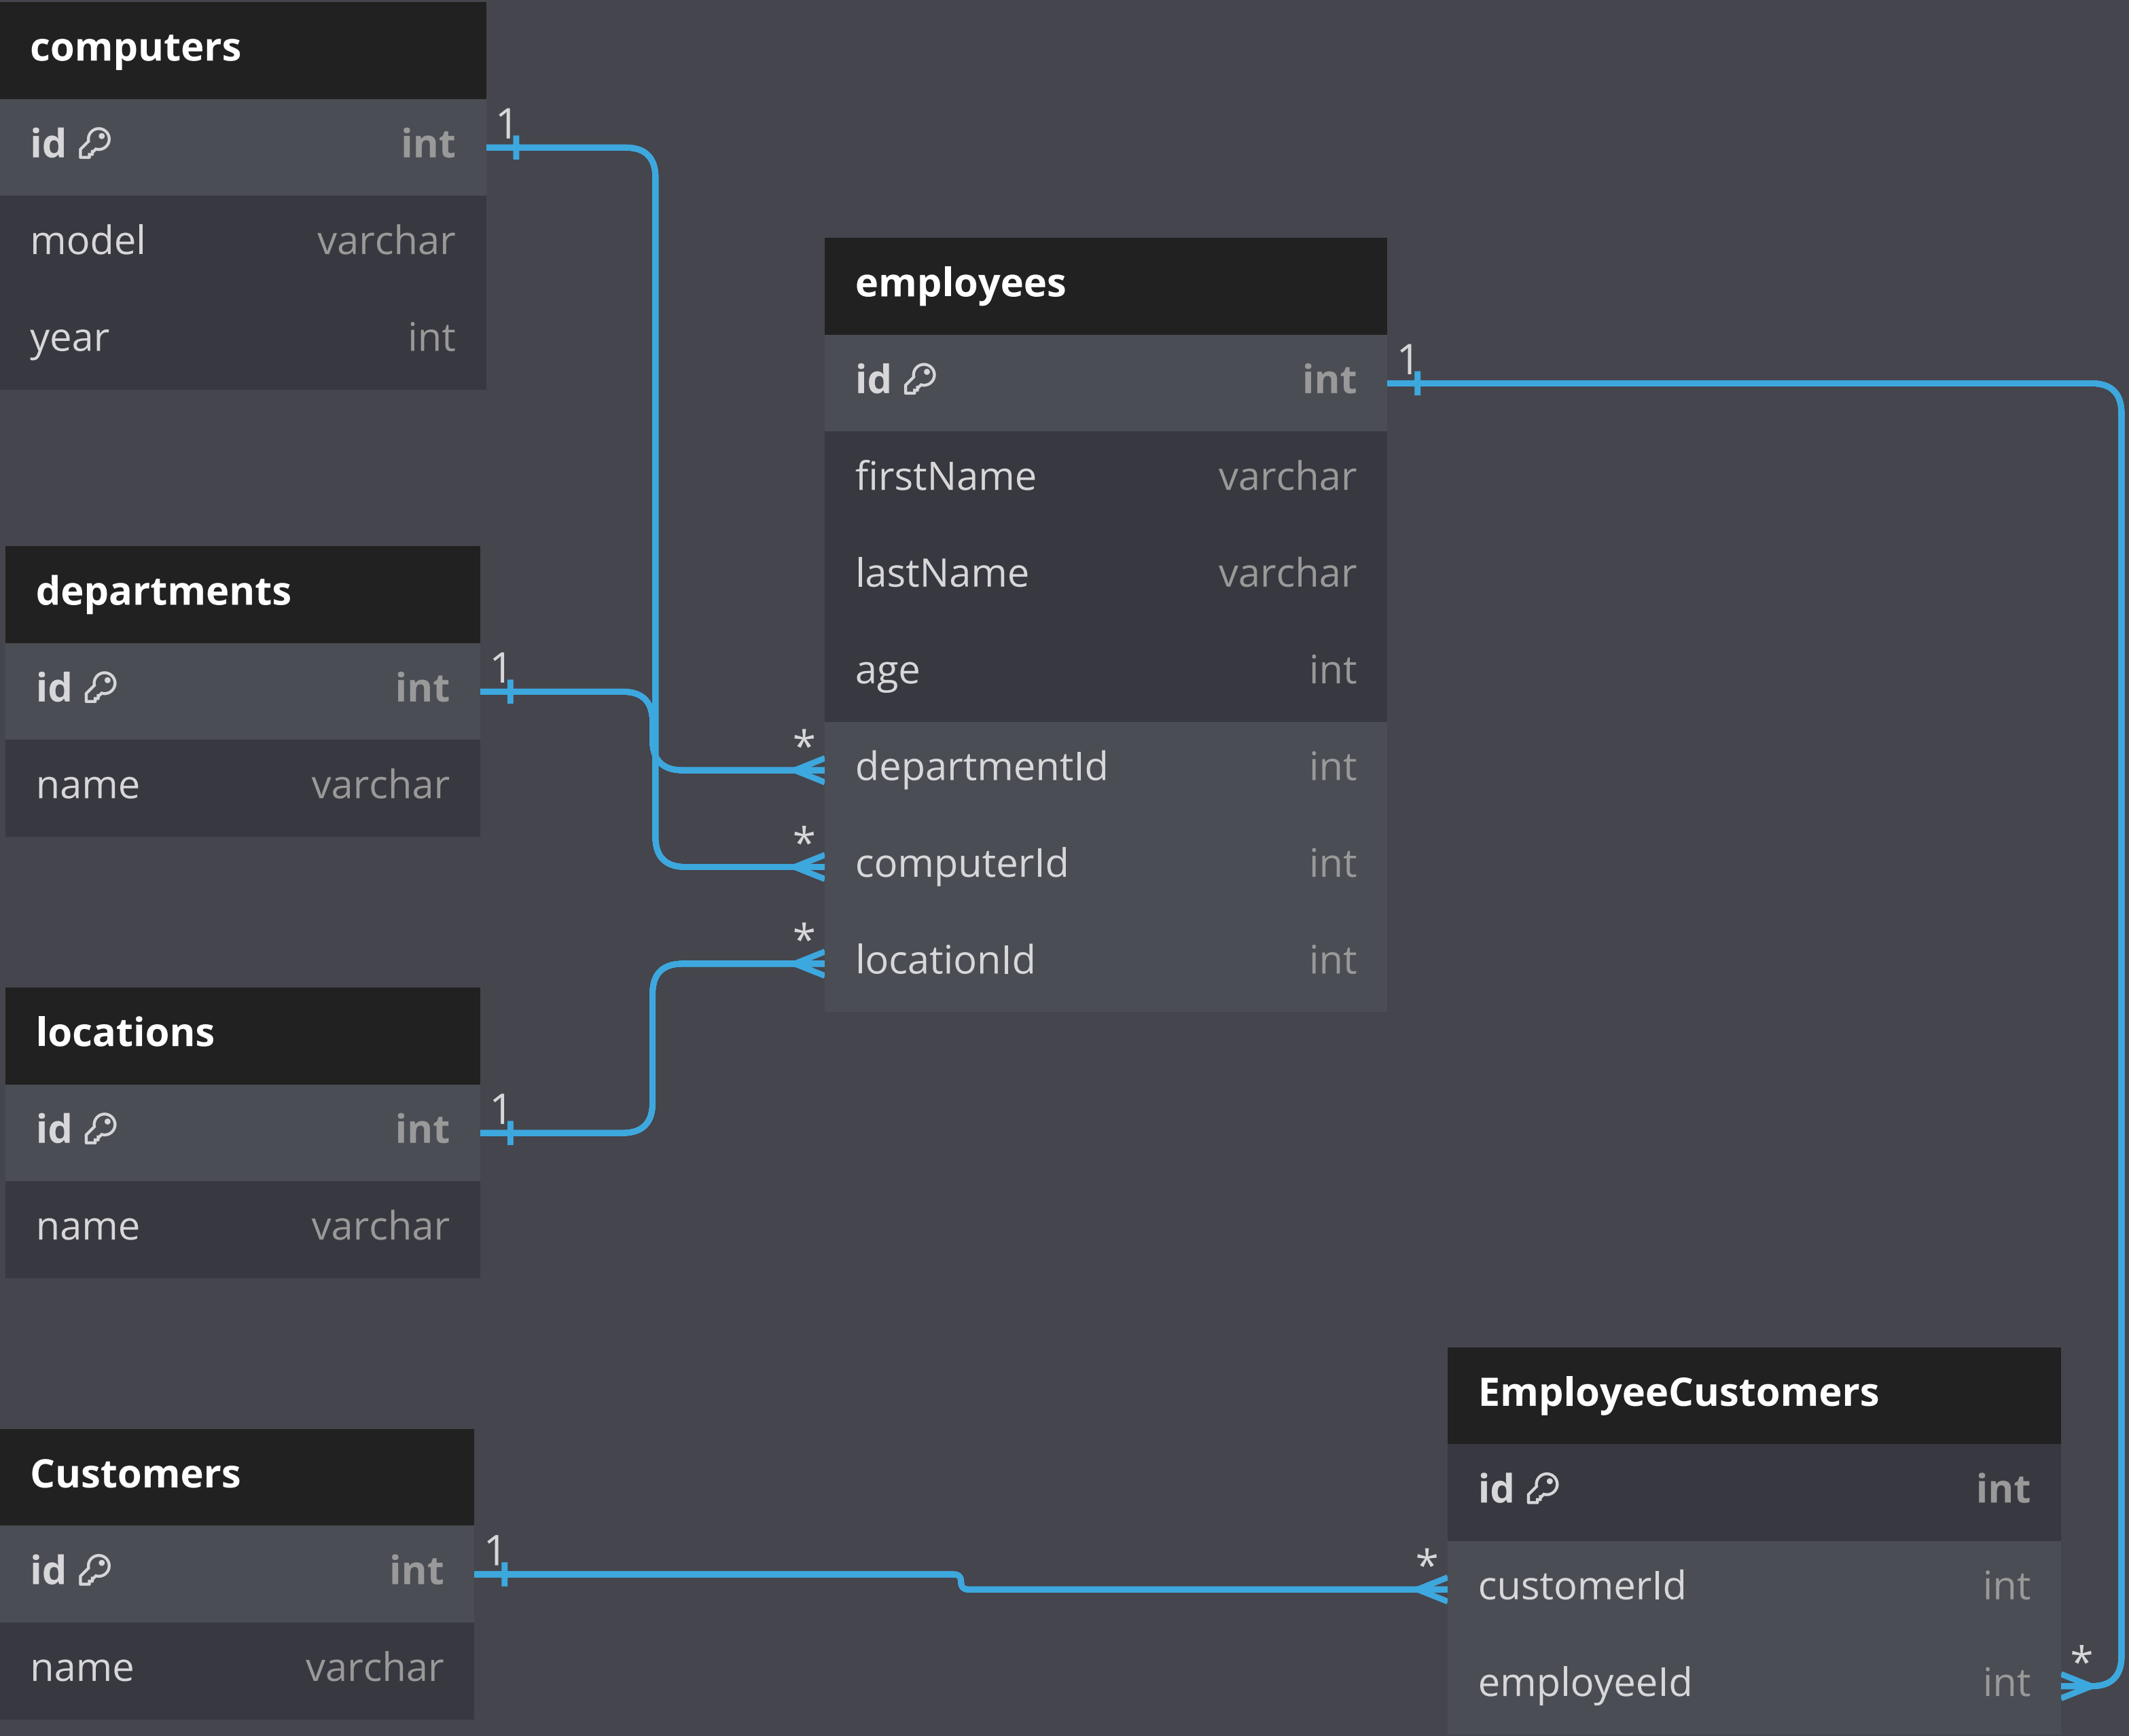 computers
id int
model varchar
year int
1
employees
id int
firstName varchar
lastName varchar
age int
departmentId int
computerId int
locationId int
1
*
*
*
departments
id int
name varchar
1
locations
id int
name varchar
1
Customers
id int
name varchar
1
EmployeeCustomers
id int
customerId int
employeeId int
*
*